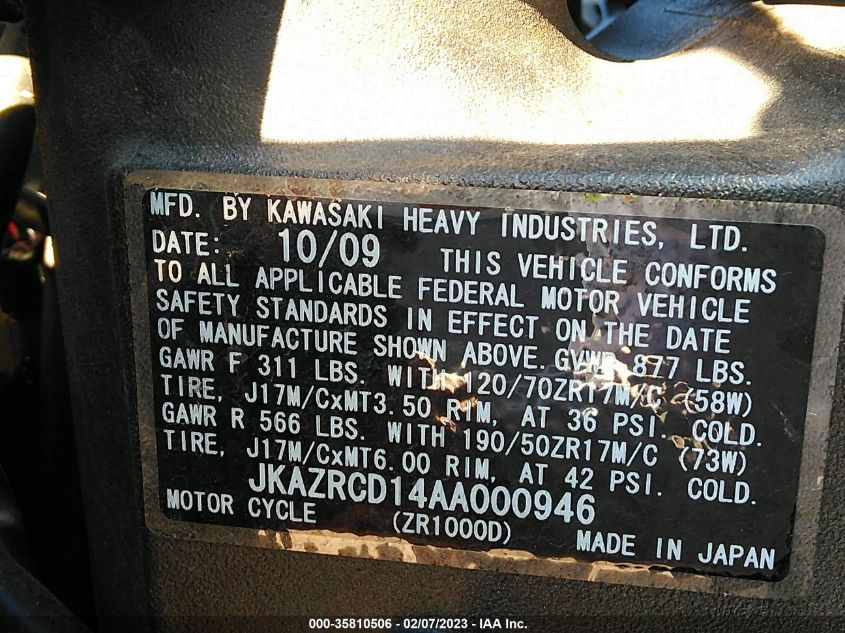 MFD. BY KAWASAKI HEAVY INDUSTRIES, LTD.
DATE: 10/09 THIS VEHICLE CONFORMS
TO ALL APPLICABLE FEDERAL MOTOR VEHICLE
SAFETY STANDARDS IN EFFECT ON THE DATE
OF MANUFACTURE SHOWN ABOVE. GVWR 877 LBS.
GAWR F 311 LBS. WITH 120/70ZR17M/C (58W)
TIRE, J17M/CxMT3.50 RIM, AT 36 PSI. COLD.
GAWR R 566 LBS. WITH 190/50ZR17M/C (73W)
TIRE, J17M/CxMT6.00 RIM, AT 42 PSI. COLD.
JKAZRCD14AA000946
MOTOR CYCLE (ZR1000D) MADE IN JAPAN
000-35810506 - 02/07/2023 - IAA Inc.